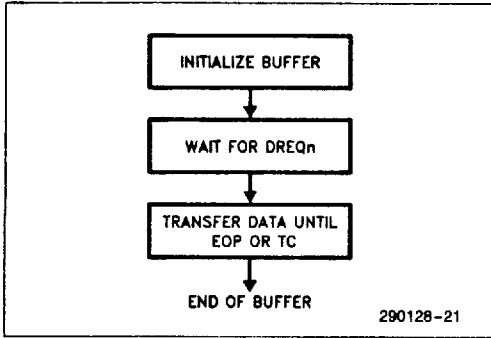 INITIALIZE BUFFER
WAIT FOR DREQn
TRANSFER DATA UNTIL
EOP OR TC
END OF BUFFER
290128-21